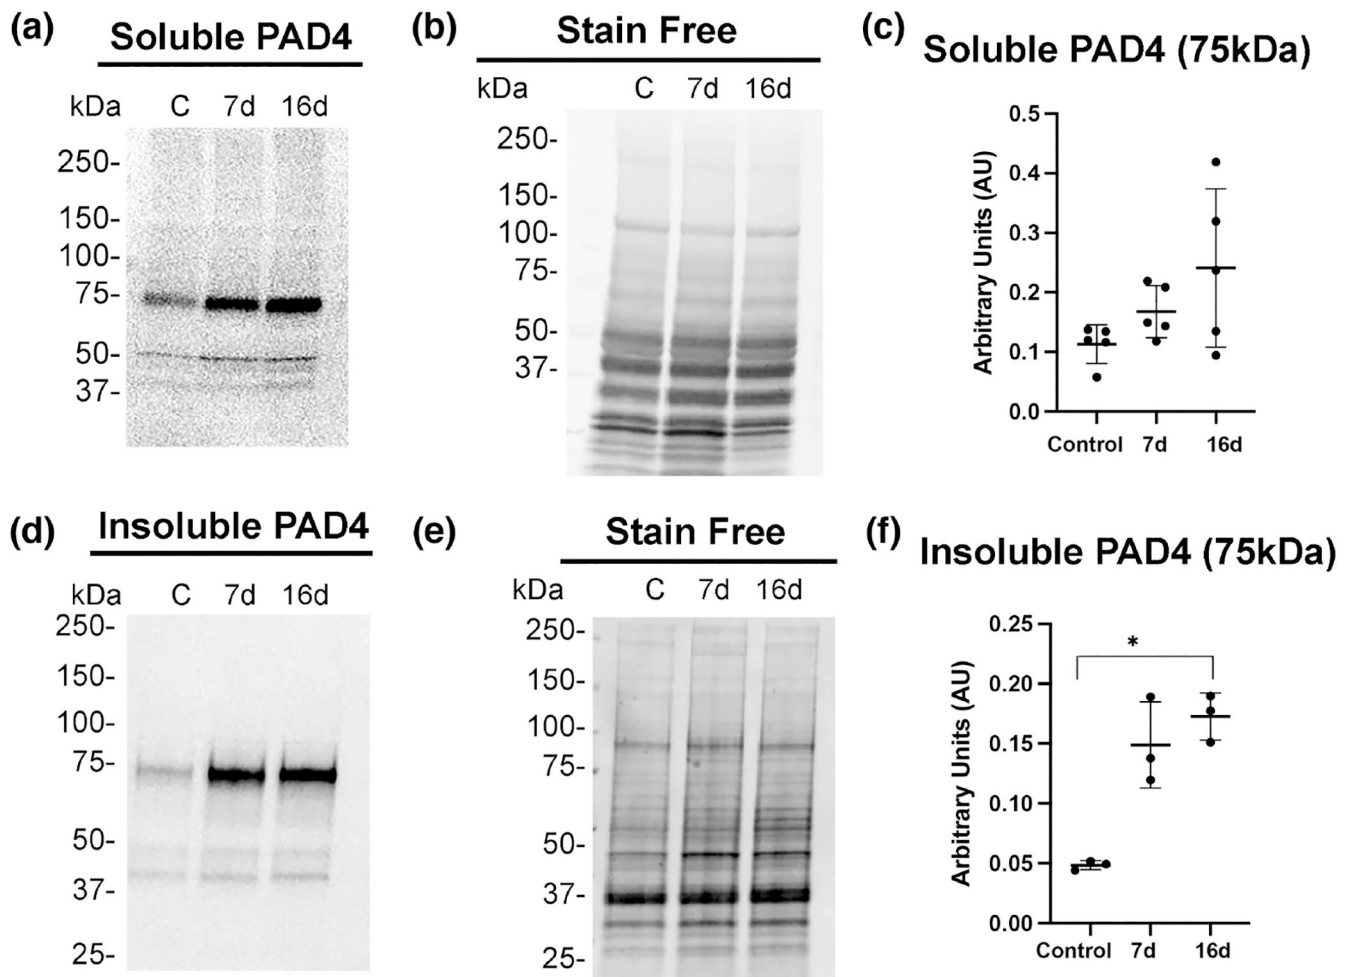 (a)
Soluble PAD4
kDa C 7d 16d
250-
150-
100-
75-
50-
37-
(b)
Stain Free
kDa C 7d 16d
250-
150-
100-
75-
50-
37-
(c)
Soluble PAD4 (75kDa)
Arbitrary Units (AU)
0.5
0.4
0.3
0.2
0.1
0.0
Control 7d 16d
(d)
Insoluble PAD4
kDa C 7d 16d
250-
150-
100-
75-
50-
37-
25-
(e)
Stain Free
kDa C 7d 16d
250-
150-
100-
75-
50-
37-
25-
(f)
Insoluble PAD4 (75kDa)
Arbitrary Units (AU)
0.25
0.20
0.15
0.10
0.05
0.00
*
Control 7d 16d